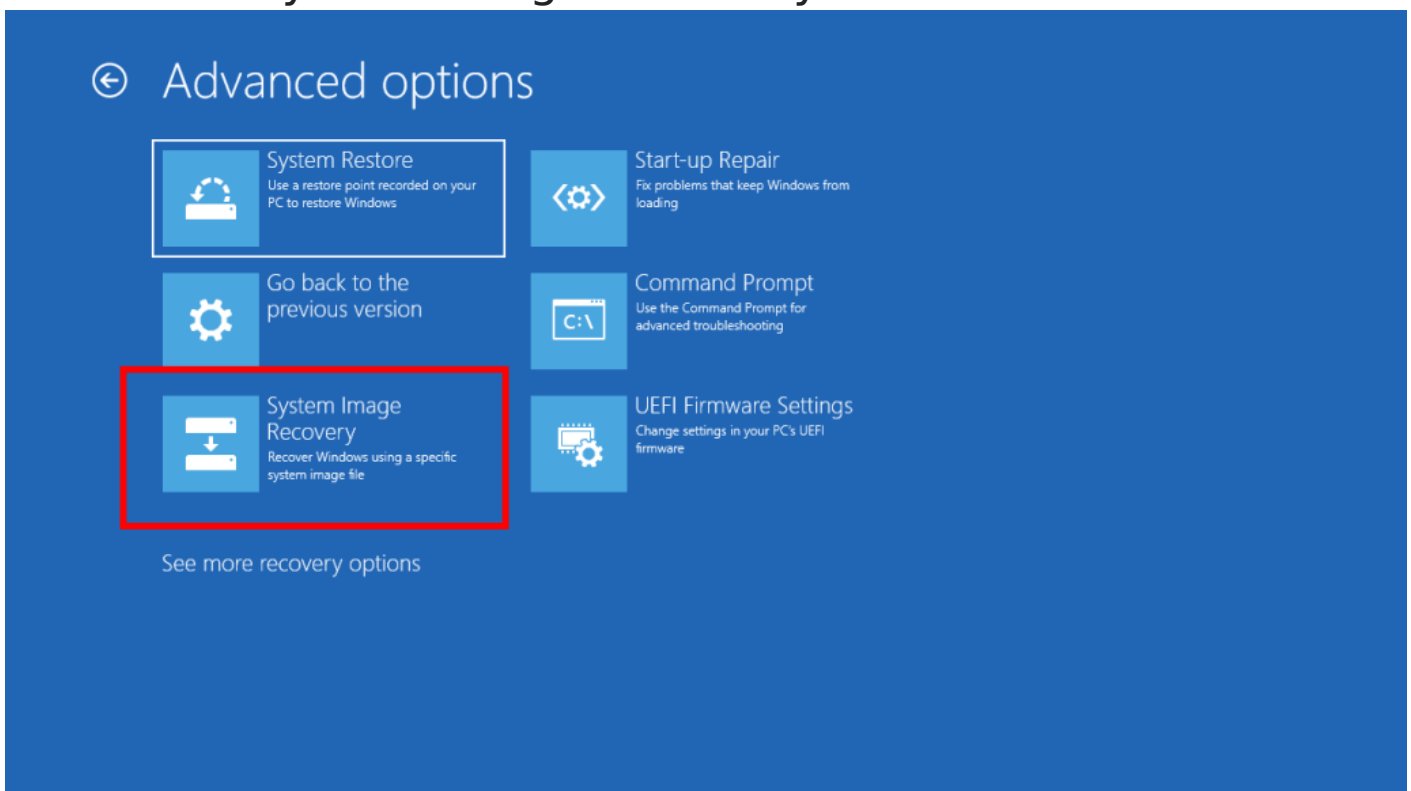 Advanced options
System Restore
Use a restore point recorded on your
PC to restore Windows
Start-up Repair
Fix problems that keep Windows from
loading
Go back to the
previous version
Command Prompt
Use the Command Prompt for
advanced troubleshooting
C:\
System Image
Recovery
Recover Windows using a specific
system image file
UEFI Firmware Settings
Change settings in your PC's UEFI
firmware
See more recovery options